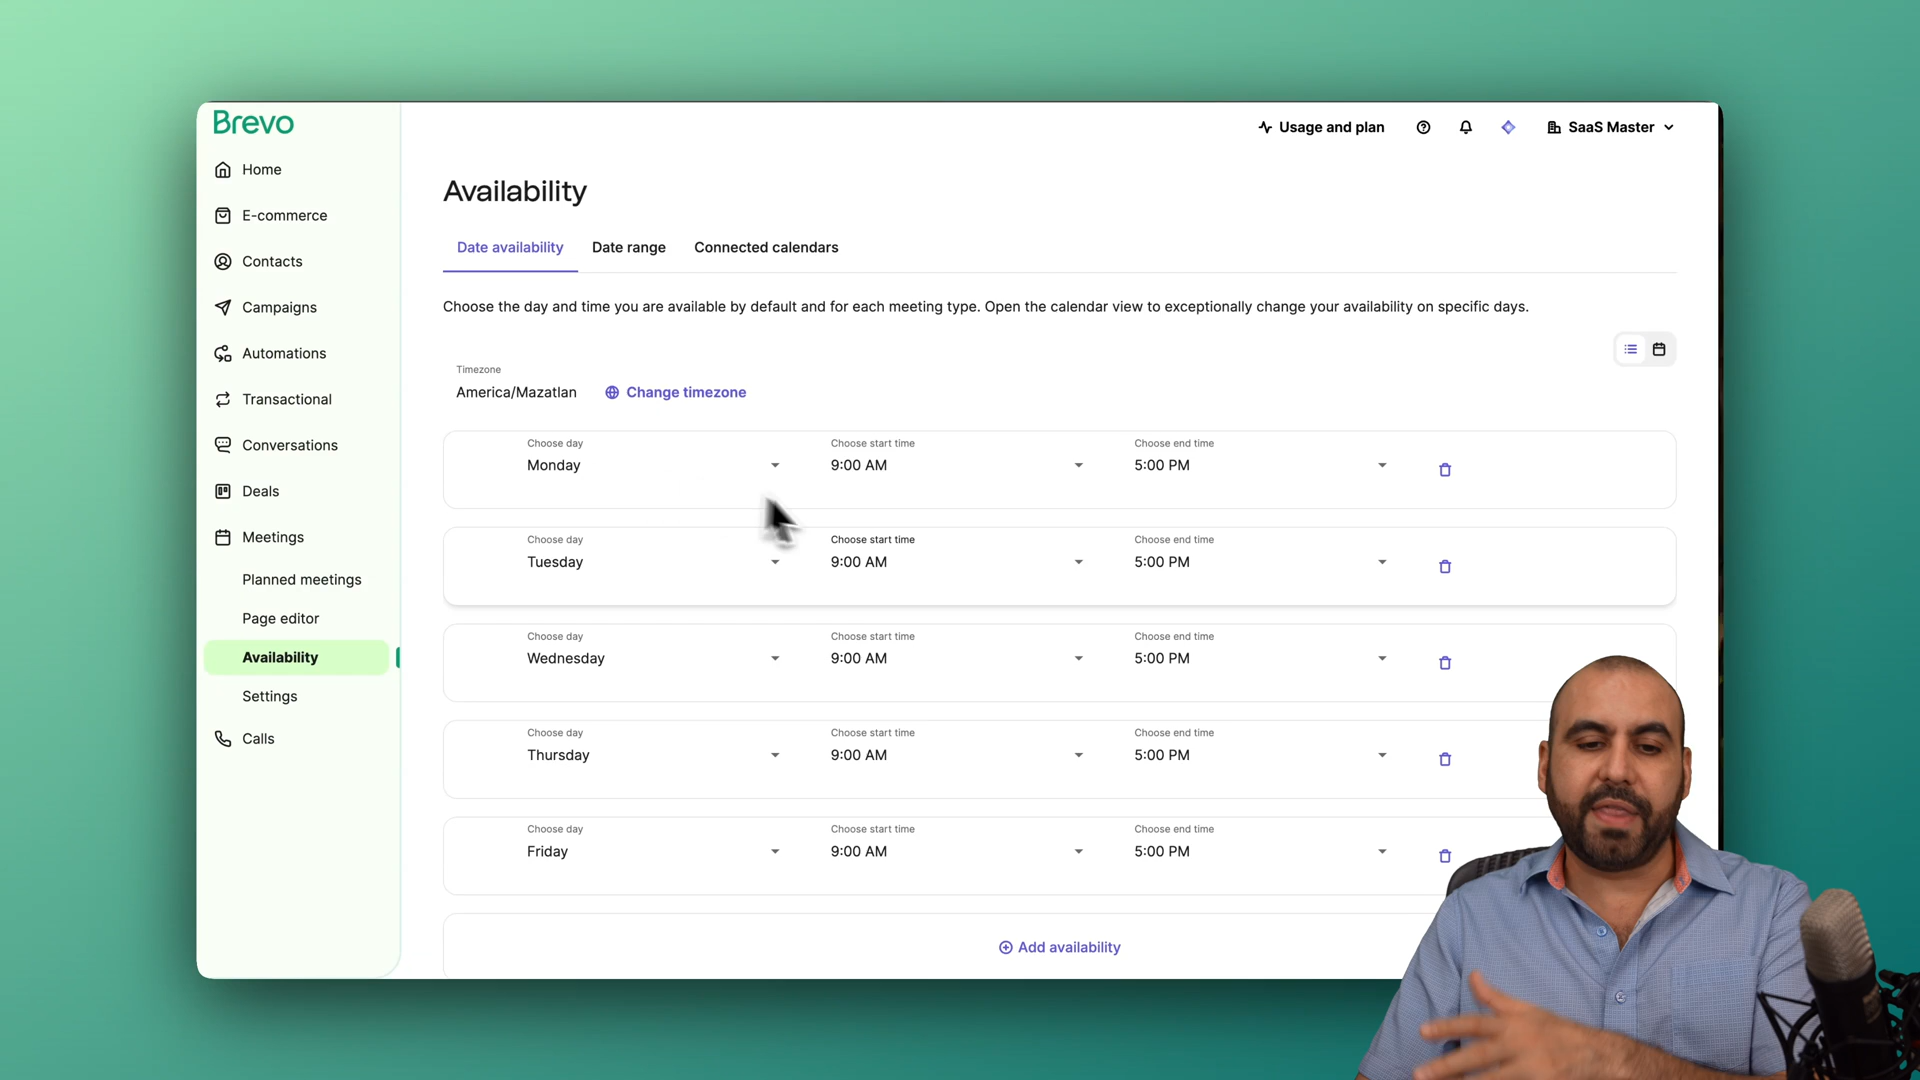 Brevo
Usage and plan
SaaS Master
Home
E-commerce
Contacts
Campaigns
Automations
Transactional
Conversations
Deals
Meetings
Planned meetings
Page editor
Availability
Settings
Calls
Availability
Date availability Date range Connected calendars
Choose the day and time you are available by default and for each meeting type. Open the calendar view to exceptionally change your availability on specific days.
Timezone
America/Mazatlan Change timezone
Choose day Choose start time Choose end time
Monday 9:00 AM 5:00 PM
Choose day Choose start time Choose end time
Tuesday 9:00 AM 5:00 PM
Choose day Choose start time Choose end time
Wednesday 9:00 AM 5:00 PM
Choose day Choose start time Choose end time
Thursday 9:00 AM 5:00 PM
Choose day Choose start time Choose end time
Friday 9:00 AM 5:00 PM
Add availability